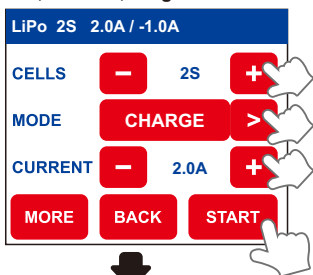 LiPo 2S 2.0A / -1.0A
CELLS - 2S +
MODE CHARGE >
CURRENT - 2.0A +
MORE BACK START